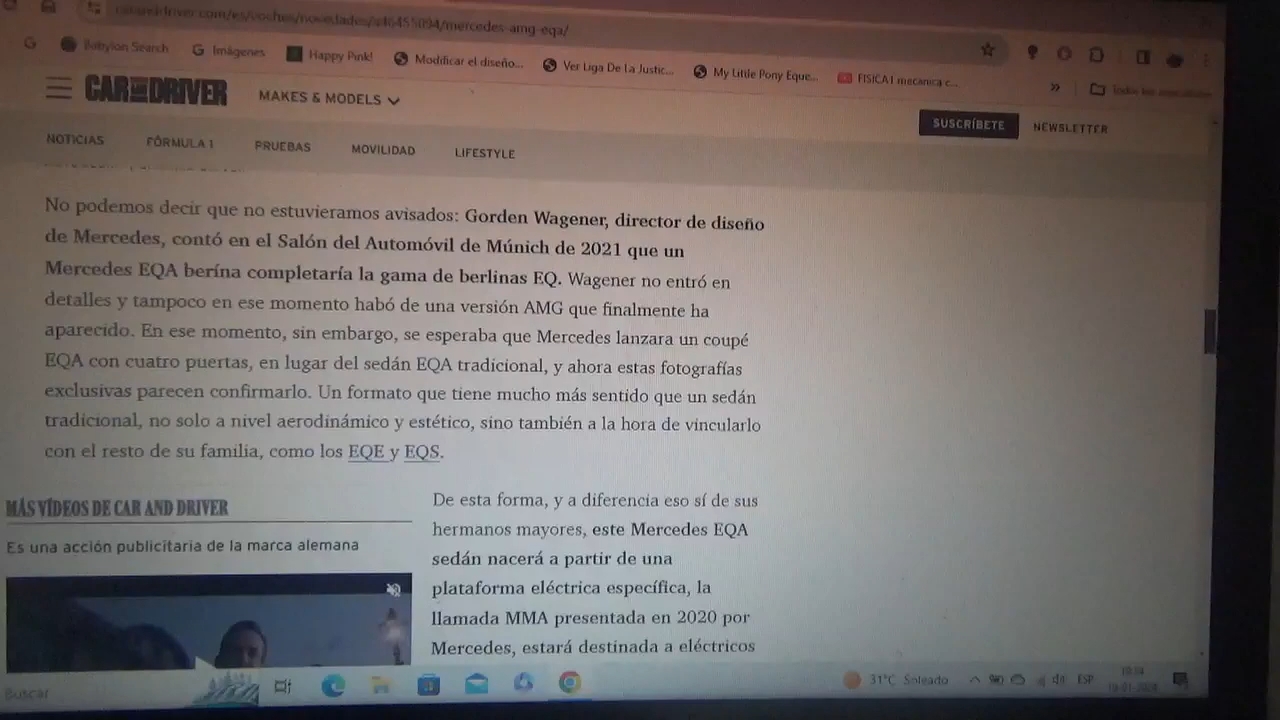 caranddriver.com/es/coches/novedades/a46455094/mercedes-amg-eqa/
Babylon Search
Imágenes
Happy Pink!
Modificar el diseño...
Ver Liga De La Justic...
My Little Pony Eque...
FISICA I mecanica c...
»
CAR AND DRIVER
MAKES & MODELS
SUSCRÍBETE
NEWSLETTER
NOTICIAS
FÓRMULA 1
PRUEBAS
MOVILIDAD
LIFESTYLE
No podemos decir que no estuvieramos avisados: Gorden Wagener, director de diseño
de Mercedes, contó en el Salón del Automóvil de Múnich de 2021 que un
Mercedes EQA berína completaría la gama de berlinas EQ. Wagener no entró en
detalles y tampoco en ese momento habó de una versión AMG que finalmente ha
aparecido. En ese momento, sin embargo, se esperaba que Mercedes lanzara un coupé
EQA con cuatro puertas, en lugar del sedán EQA tradicional, y ahora estas fotografías
exclusivas parecen confirmarlo. Un formato que tiene mucho más sentido que un sedán
tradicional, no solo a nivel aerodinámico y estético, sino también a la hora de vincularlo
con el resto de su familia, como los EQE y EQS.
MÁS VÍDEOS DE CAR AND DRIVER
Es una acción publicitaria de la marca alemana
De esta forma, y a diferencia eso sí de sus
hermanos mayores, este Mercedes EQA
sedán nacerá a partir de una
plataforma eléctrica específica, la
llamada MMA presentada en 2020 por
Mercedes, estará destinada a eléctricos
Buscar
31°C Soleado
ESP